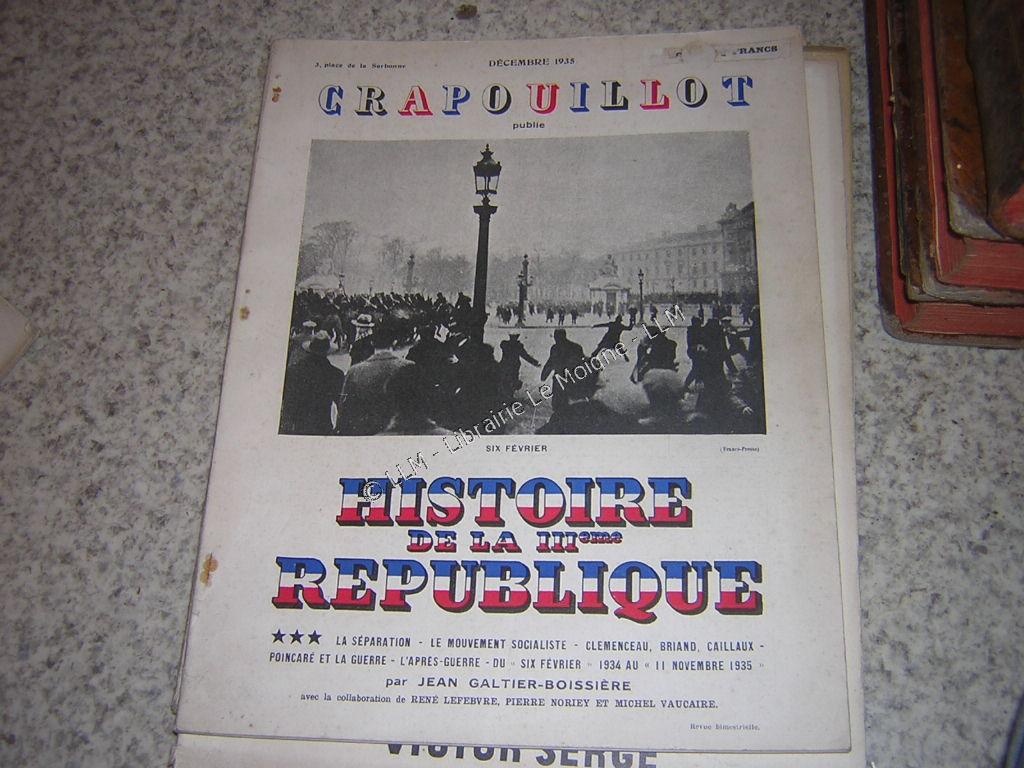 3, place de la Sorbonne
DÉCEMBRE 1935
FRANCS
CRAPOUILLOT
publie
© LLM - Librairie Le Moigne - LLM
SIX FÉVRIER
(France-Presse)
HISTOIRE
DE LA IIIeme
REPUBLIQUE
★★★ LA SÉPARATION - LE MOUVEMENT SOCIALISTE - CLEMENCEAU, BRIAND, CAILLAUX -
POINCARÉ ET LA GUERRE - L'APRÈS-GUERRE - DU « SIX FÉVRIER » 1934 AU « 11 NOVEMBRE 1935 »
par JEAN GALTIER-BOISSIÈRE
avec la collaboration de RENÉ LEFEBVRE, PIERRE NORIEY ET MICHEL VAUCAIRE.
Revue bimestrielle.
VICTOR SERGE